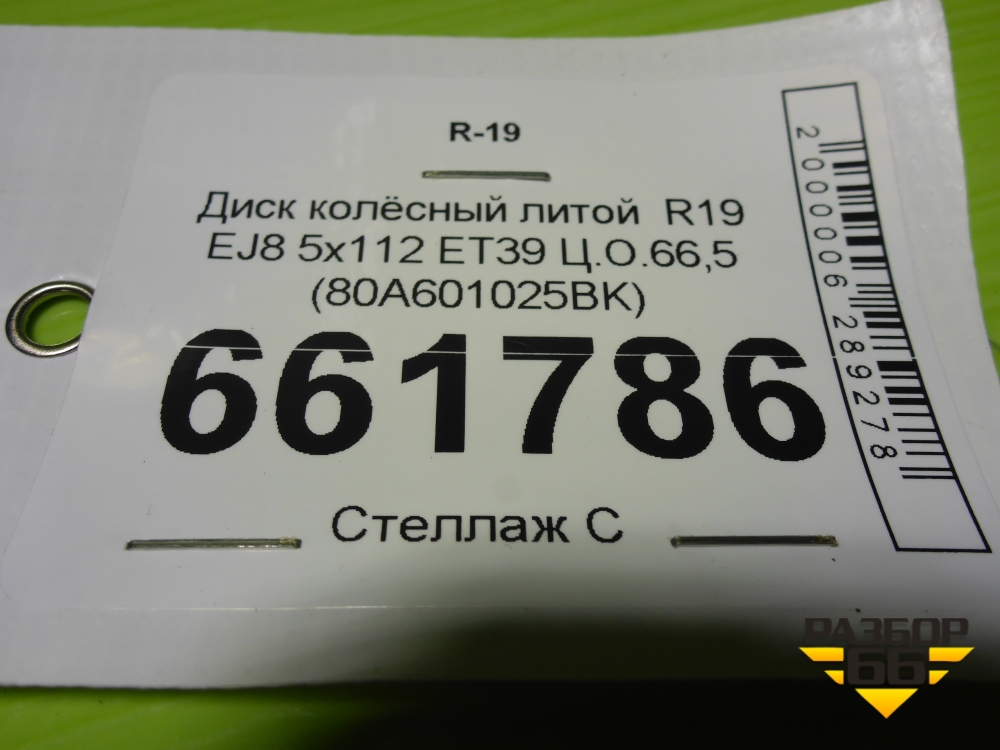 R-19
Диск колёсный литой R19
EJ8 5x112 ET39 Ц.О.66,5
(80A601025BK)
661786
Стеллаж С
2000006289278
РАЗБОР
66